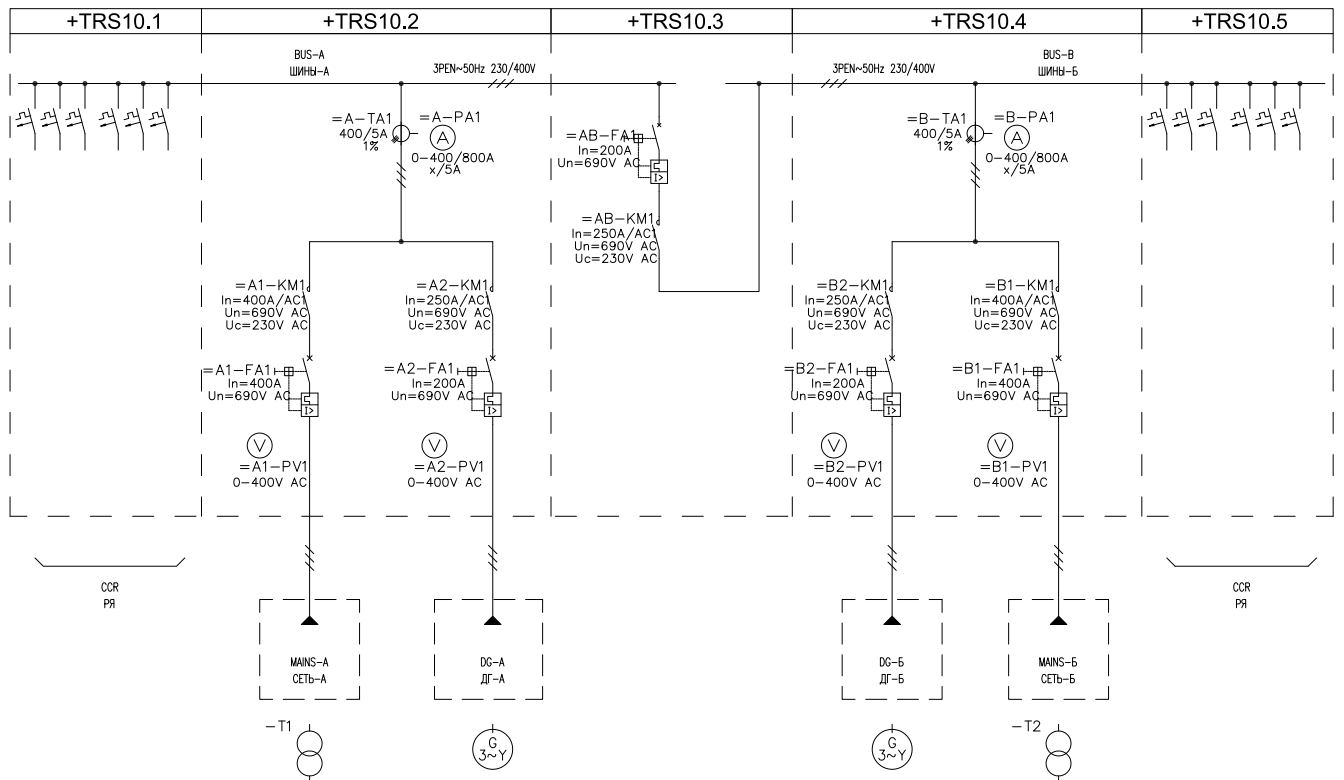 +TRS10.1
+TRS10.2
+TRS10.3
+TRS10.4
+TRS10.5
BUS-A
ШИНЫ-А
3PEN~50Hz 230/400V
3PEN~50Hz 230/400V
BUS-B
ШИНЫ-Б
=A-TA1
400/5A
1%
=A-PA1
A
0-400/800A
x/5A
=AB-FA1
In=200A
Un=690V AC
I>
=AB-KM1
In=250A/AC1
Un=690V AC
Uc=230V AC
=B-TA1
400/5A
1%
=B-PA1
A
0-400/800A
x/5A
=A1-KM1
In=400A/AC1
Un=690V AC
Uc=230V AC
=A2-KM1
In=250A/AC1
Un=690V AC
Uc=230V AC
=B2-KM1
In=250A/AC1
Un=690V AC
Uc=230V AC
=B1-KM1
In=400A/AC1
Un=690V AC
Uc=230V AC
=A1-FA1
In=400A
Un=690V AC
I>
=A2-FA1
In=200A
Un=690V AC
I>
=B2-FA1
In=200A
Un=690V AC
I>
=B1-FA1
In=400A
Un=690V AC
I>
V
=A1-PV1
0-400V AC
V
=A2-PV1
0-400V AC
V
=B2-PV1
0-400V AC
V
=B1-PV1
0-400V AC
CCR
РЯ
CCR
РЯ
MAINS-A
СЕТЬ-А
DG-A
ДГ-А
DG-Б
ДГ-Б
MAINS-Б
СЕТЬ-Б
-T1
G
3~Y
G
3~Y
-T2